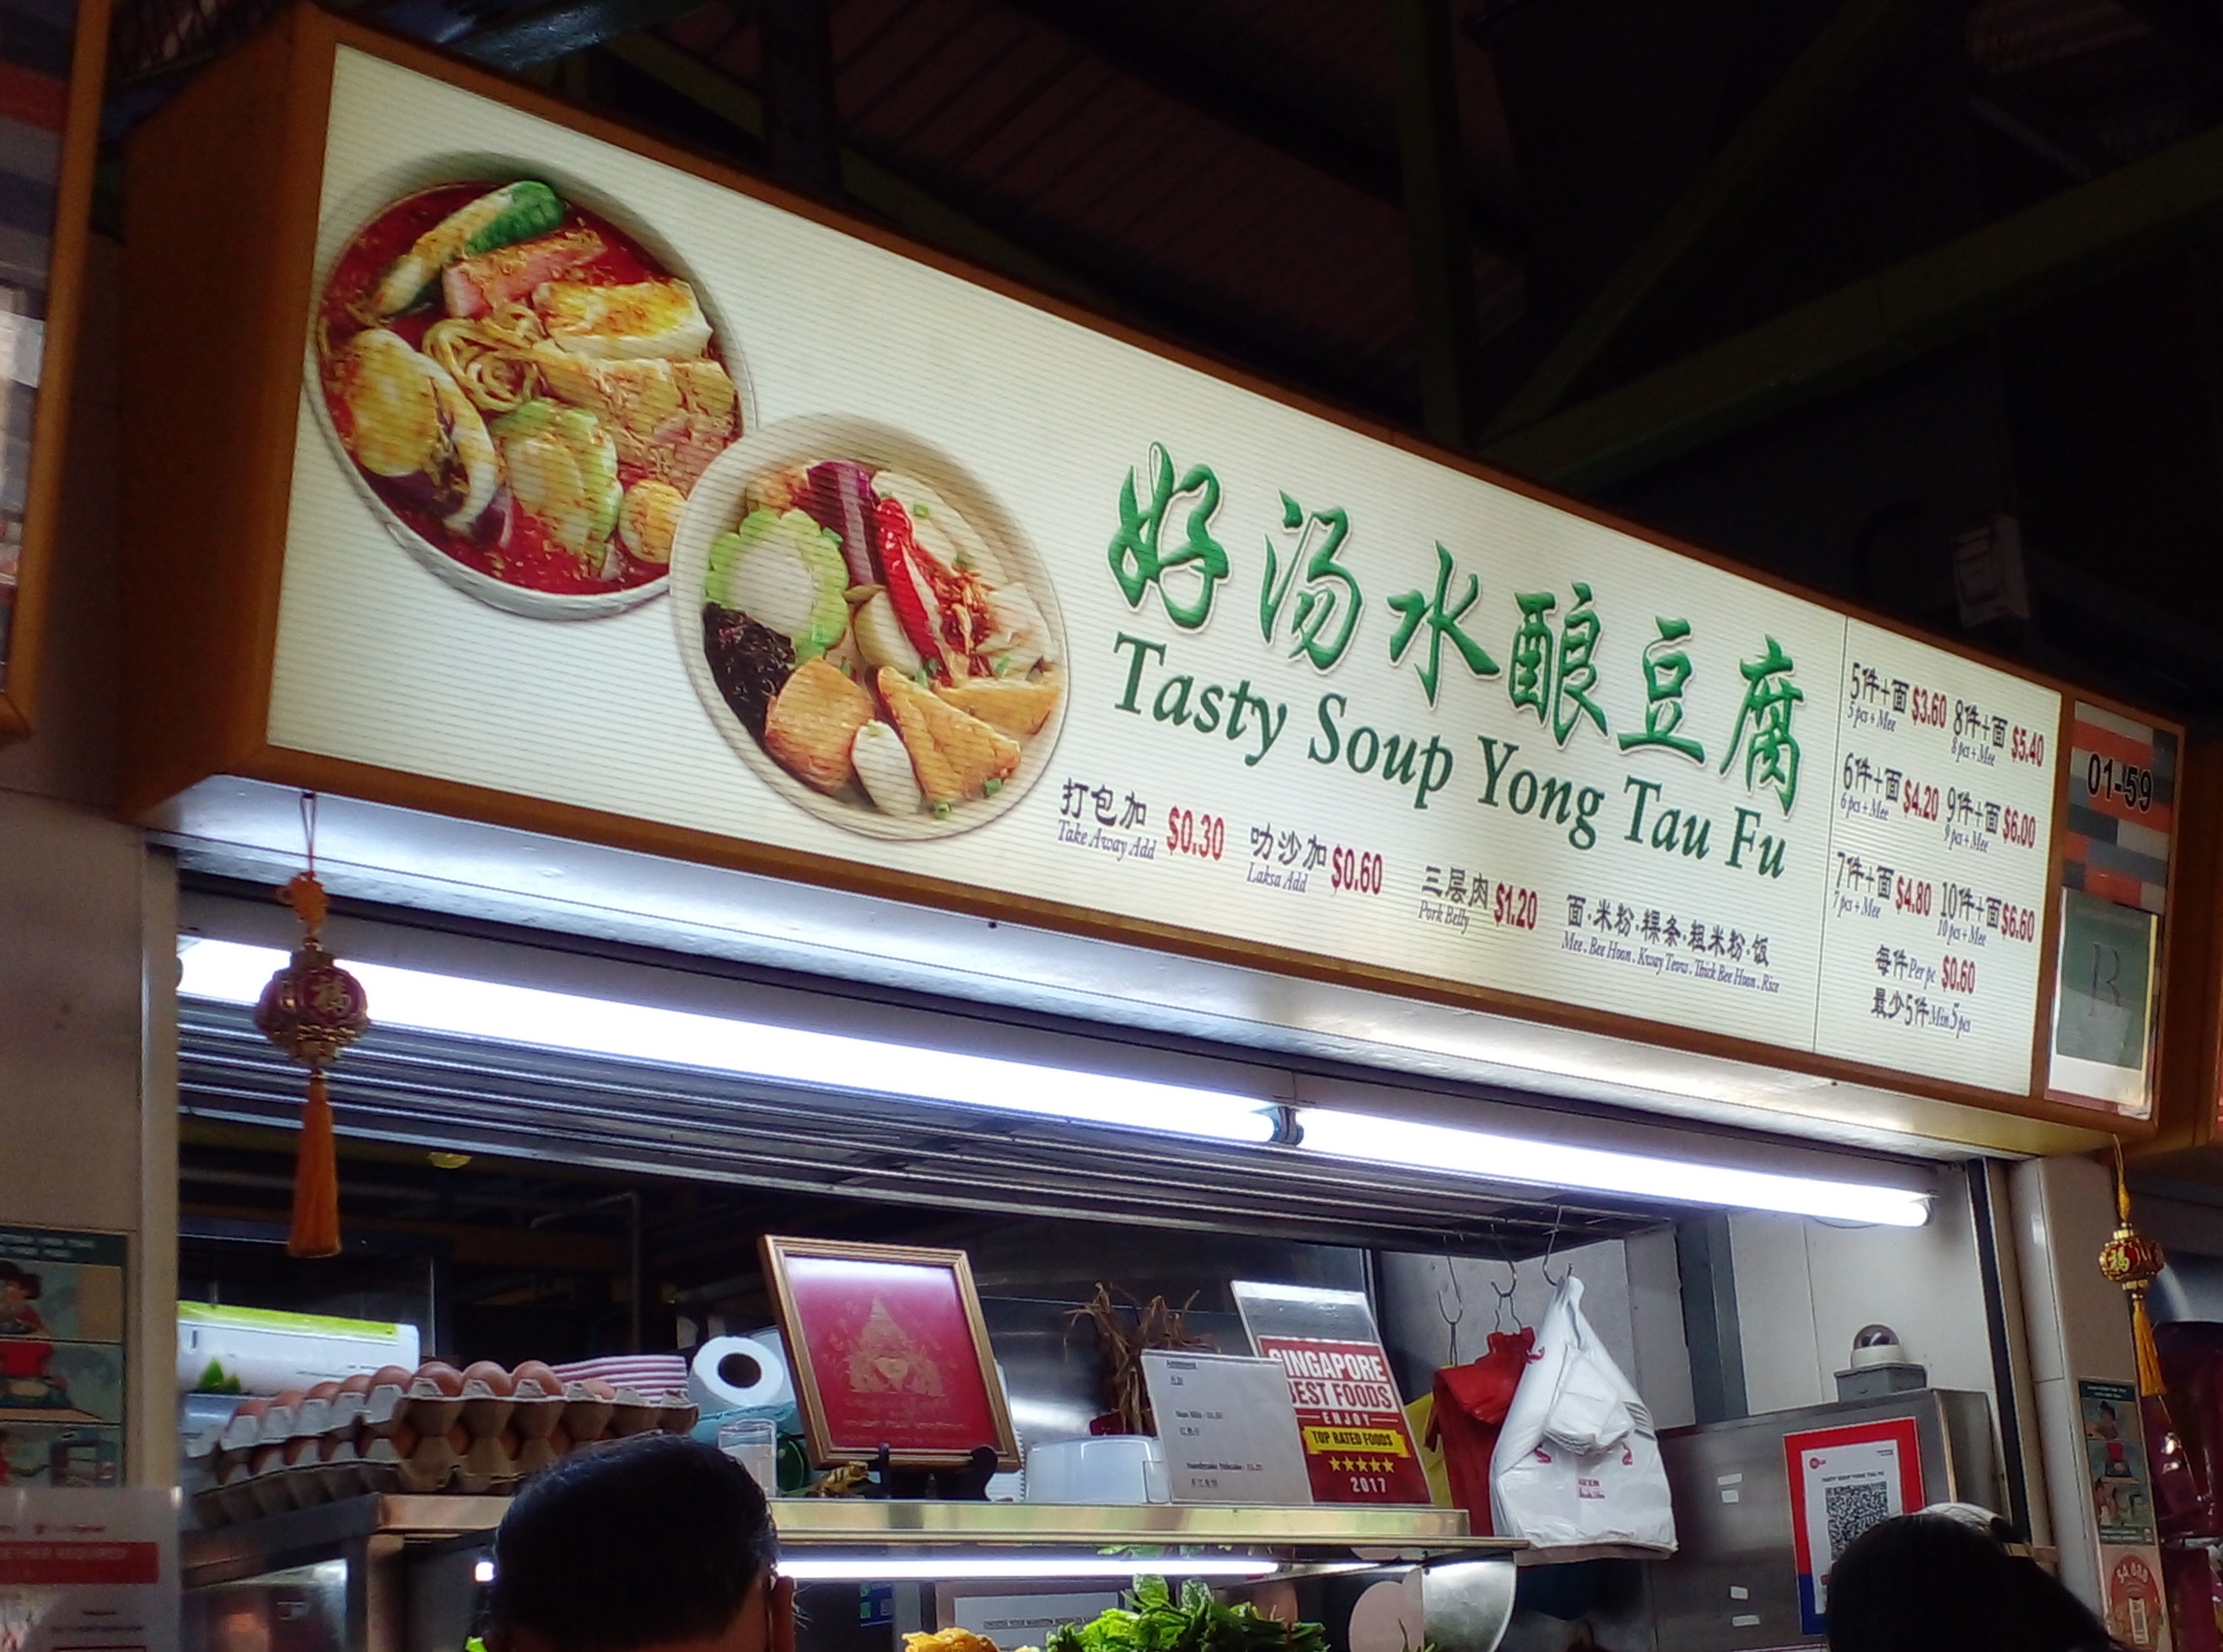 好汤水酿豆腐
Tasty Soup Yong Tau Fu
打包加 $0.30
Take Away Add
叻沙加 $0.60
Laksa Add
三层肉 $1.20
Pork Belly
面·米粉·粿条·粗米粉·饭
Mee . Bee Hoon . Kway Teow . Thick Bee Hoon . Rice
5件+面 $3.60
5 pcs + Mee
8件+面 $5.40
8 pcs + Mee
6件+面 $4.20
6 pcs + Mee
9件+面 $6.00
9 pcs + Mee
7件+面 $4.80
7 pcs + Mee
10件+面 $6.60
10 pcs + Mee
每件 Per pc $0.60
最少5件 Min 5 pcs
01-59
B
福
SINGAPORE
BEST FOODS
ENJOY
TOP RATED FOODS
2017
福